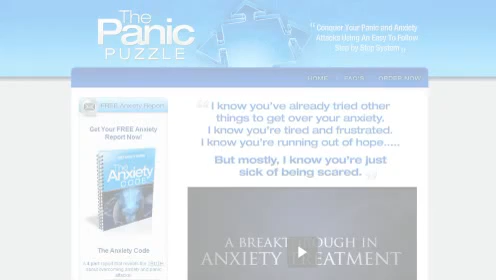 The
Panic
PUZZLE
"Conquer Your Panic and Anxiety
Attacks Using An Easy To Follow
Step by Step System"
HOME FAQ'S ORDER NOW
FREE Anxiety Report
Get Your FREE Anxiety
Report Now!
The Anxiety
CODE
The Anxiety Code
"I know you've already tried other
things to get over your anxiety.
I know you're tired and frustrated.
I know you're running out of hope.....
But mostly, I know you're just
sick of being scared."
A BREAKTHROUGH IN
ANXIETY TREATMENT